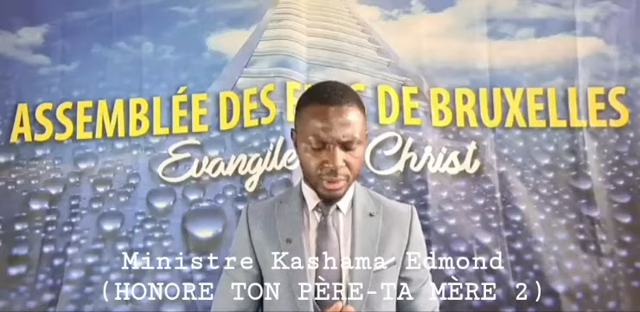 ASSEMBLÉE DES DE BRUXELLES
Evangile Christ
Ministre Kashama Edmond
(HONORE TON PÈRE-TA MÈRE 2)